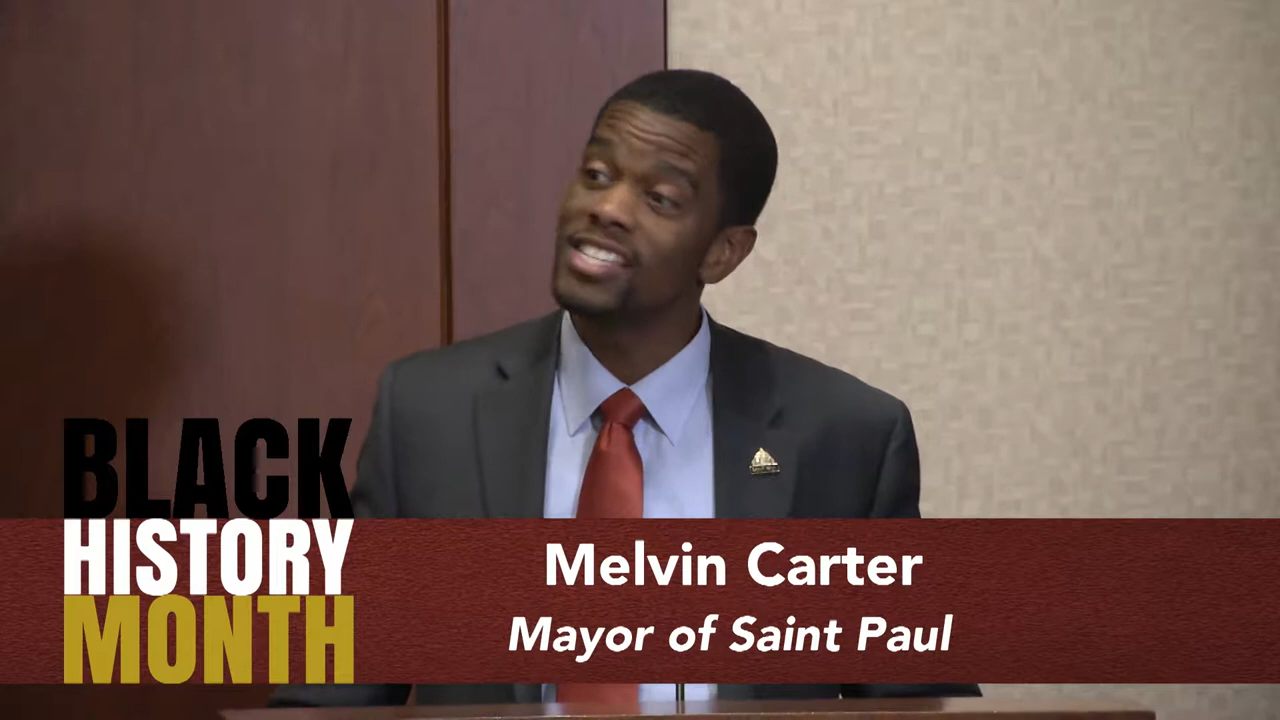 BLACK
HISTORY
MONTH
Melvin Carter
Mayor of Saint Paul